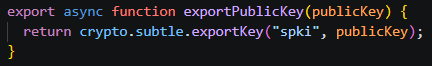 export async function exportPublicKey(publicKey) {
  return crypto.subtle.exportKey("spki", publicKey);
}